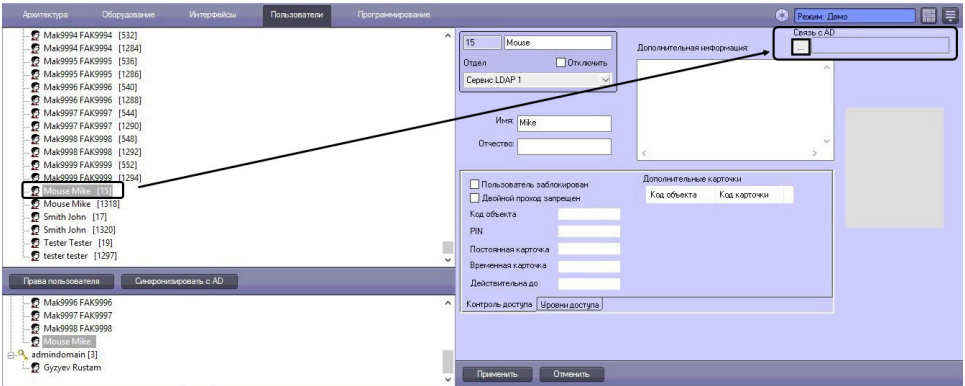 Архитектура Оборудование Интерфейсы Пользователи Программирование Режим: Демо
Mak9994 FAK9994 [532]
Mak9994 FAK9994 [1284]
Mak9995 FAK9995 [536]
Mak9995 FAK9995 [1286]
Mak9996 FAK9996 [540]
Mak9996 FAK9996 [1288]
Mak9997 FAK9997 [544]
Mak9997 FAK9997 [1290]
Mak9998 FAK9998 [548]
Mak9998 FAK9998 [1292]
Mak9999 FAK9999 [552]
Mak9999 FAK9999 [1294]
Mouse Mike [15]
Mouse Mike [1318]
Smith John [17]
Smith John [1320]
Tester Tester [19]
tester tester [1297]
Права пользователя Синхронизировать с AD
Mak9996 FAK9996
Mak9997 FAK9997
Mak9998 FAK9998
Mouse Mike
admindomain [3]
Gyzyev Rustam
15 Mouse
Отдел Отключить
Сервис LDAP 1
Имя: Mike
Отчество:
Дополнительная информация:
Связь с AD
...
Пользователь заблокирован
Двойной проход запрещен
Код объекта
PIN
Постоянная карточка
Временная карточка
Действительна до
Дополнительные карточки
Код объекта Код карточки
Контроль доступа Уровни доступа
Применить Отменить